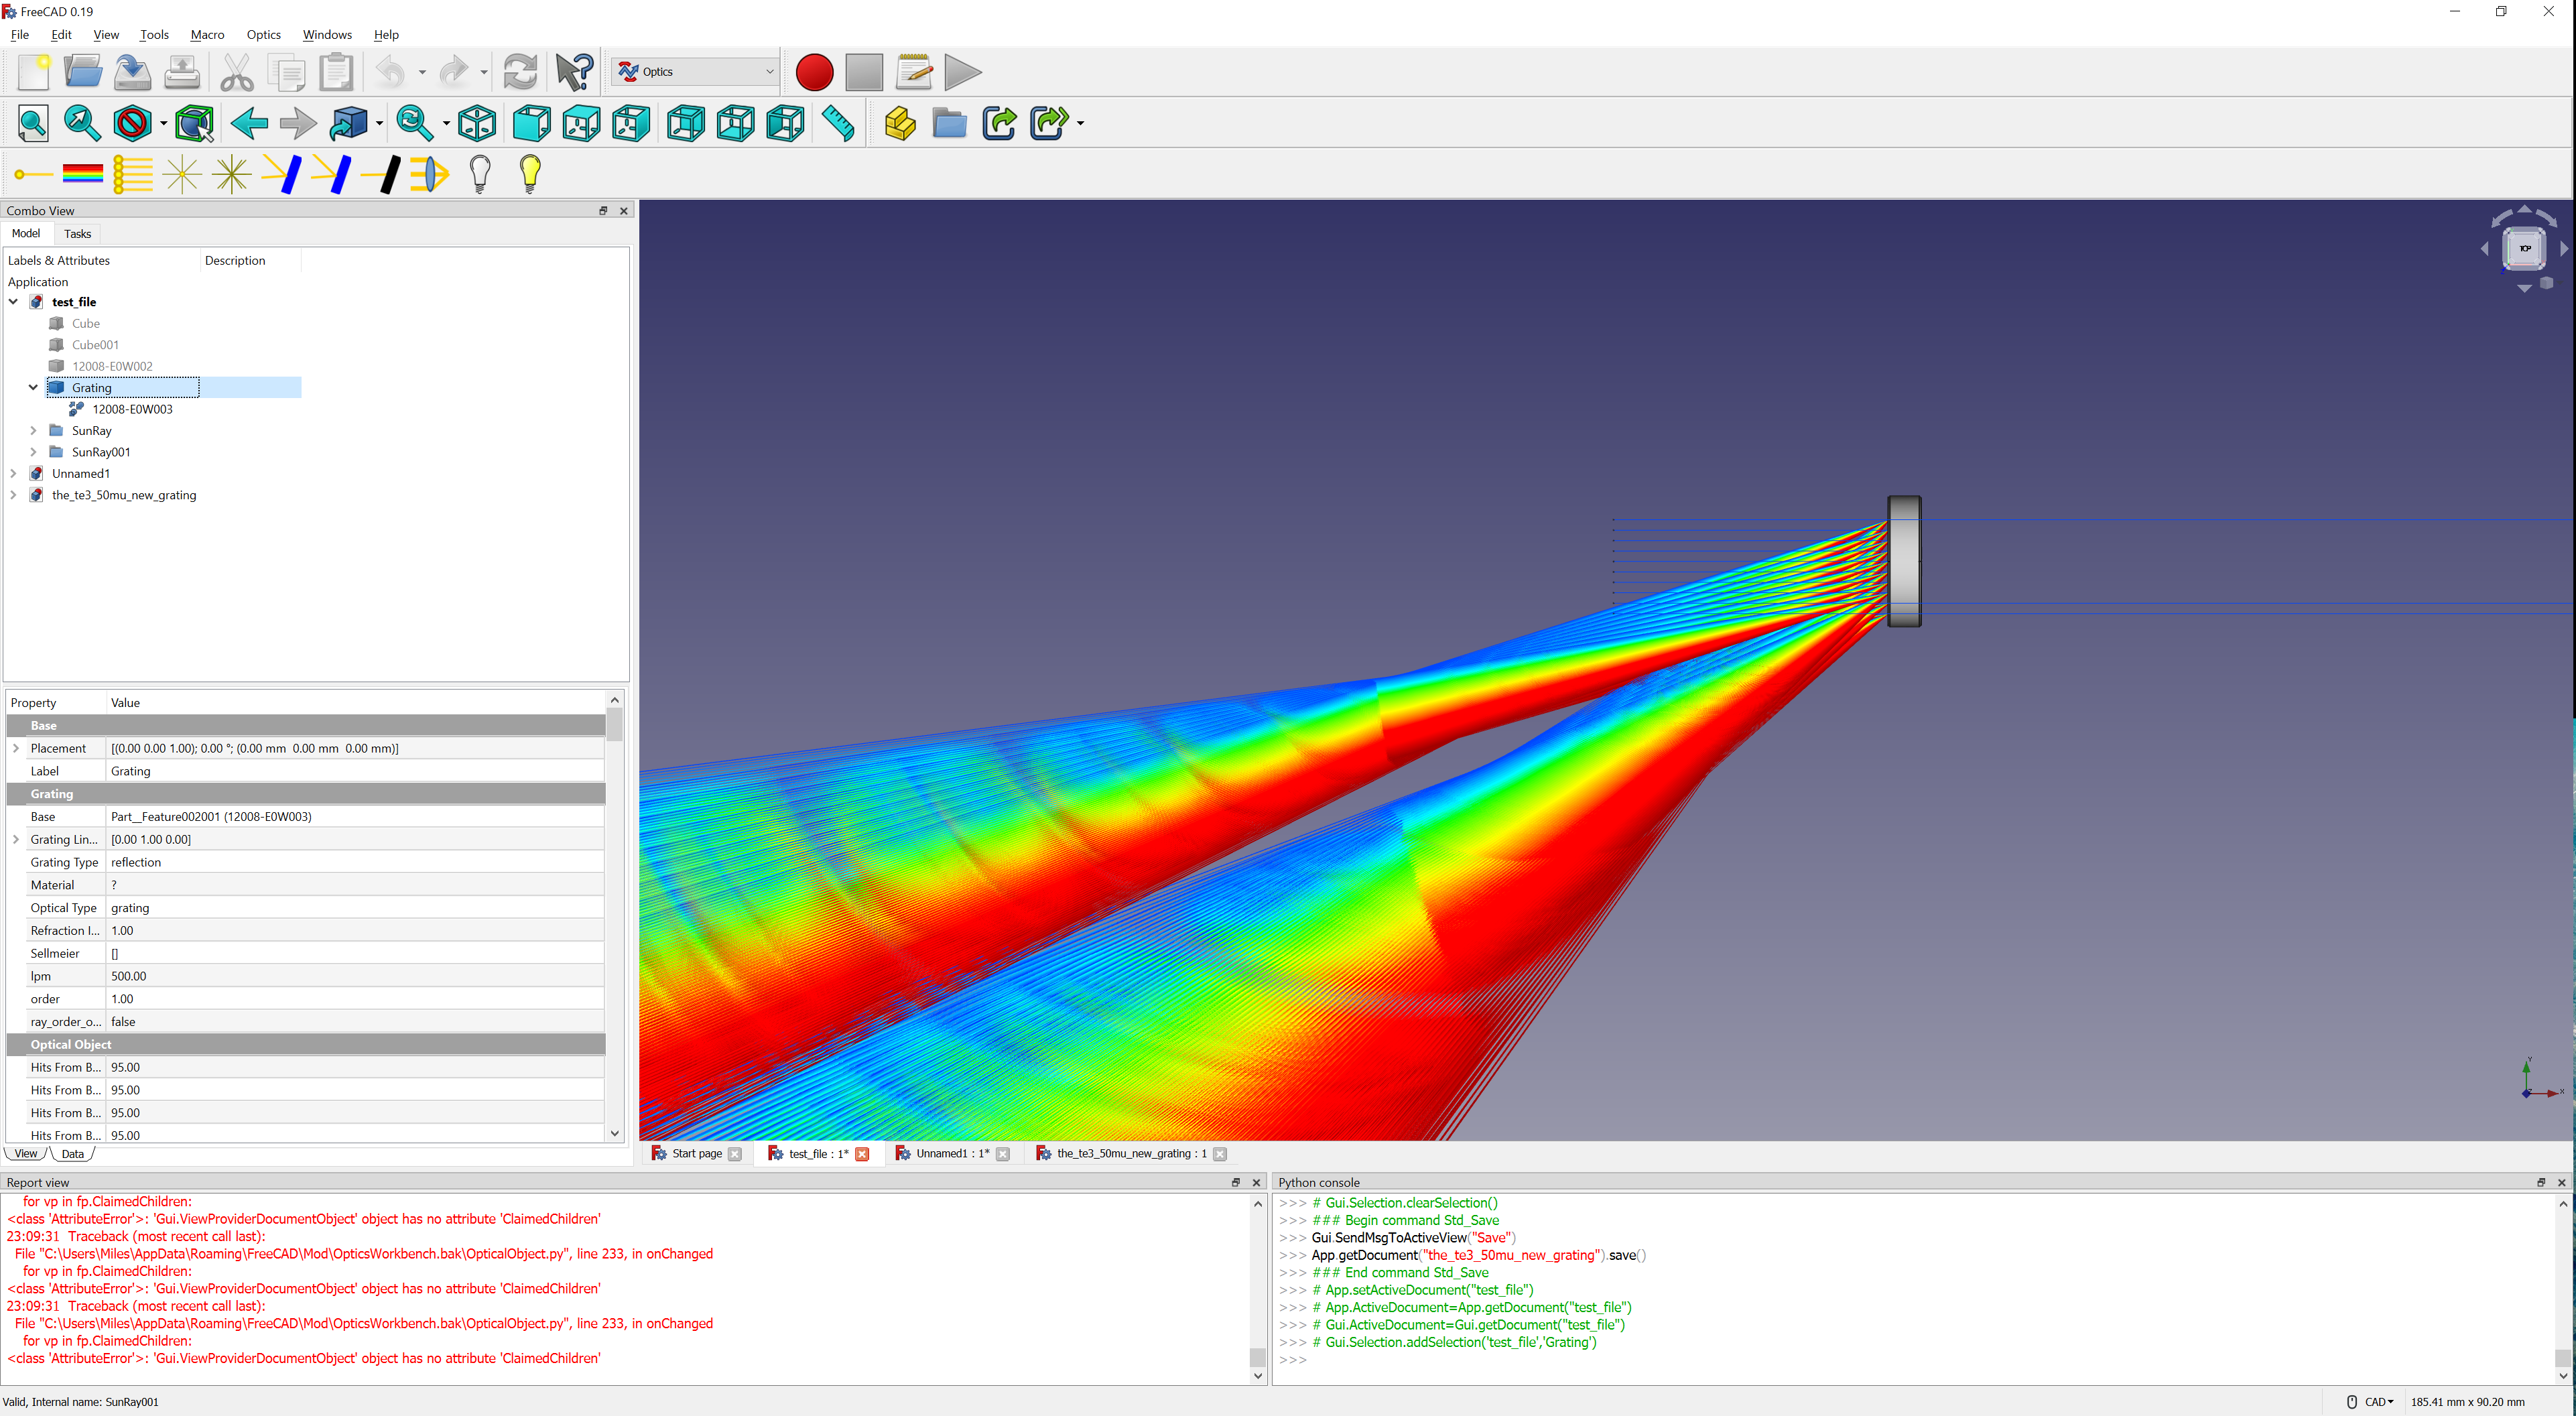 FreeCAD 0.19
File Edit View Tools Macro Optics Windows Help
Optics
Combo View
Model Tasks
Labels & Attributes Description
Application
test_file
Cube
Cube001
12008-E0W002
Grating
12008-E0W003
SunRay
SunRay001
Unnamed1
the_te3_50mu_new_grating
Property Value
Base
Placement [(0.00 0.00 1.00); 0.00 °; (0.00 mm 0.00 mm 0.00 mm)]
Label Grating
Grating
Base Part__Feature002001 (12008-E0W003)
Grating Lin... [0.00 1.00 0.00]
Grating Type reflection
Material ?
Optical Type grating
Refraction I... 1.00
Sellmeier []
lpm 500.00
order 1.00
ray_order_o... false
Optical Object
Hits From B... 95.00
Hits From B... 95.00
Hits From B... 95.00
Hits From B... 95.00
View Data
TOP
Y
X
Start page test_file : 1* Unnamed1 : 1* the_te3_50mu_new_grating : 1
Report view
for vp in fp.ClaimedChildren:
<class 'AttributeError'>: 'Gui.ViewProviderDocumentObject' object has no attribute 'ClaimedChildren'
23:09:31 Traceback (most recent call last):
File "C:\Users\Miles\AppData\Roaming\FreeCAD\Mod\OpticsWorkbench.bak\OpticalObject.py", line 233, in onChanged
for vp in fp.ClaimedChildren:
<class 'AttributeError'>: 'Gui.ViewProviderDocumentObject' object has no attribute 'ClaimedChildren'
23:09:31 Traceback (most recent call last):
File "C:\Users\Miles\AppData\Roaming\FreeCAD\Mod\OpticsWorkbench.bak\OpticalObject.py", line 233, in onChanged
for vp in fp.ClaimedChildren:
<class 'AttributeError'>: 'Gui.ViewProviderDocumentObject' object has no attribute 'ClaimedChildren'
Python console
>>> # Gui.Selection.clearSelection()
>>> ### Begin command Std_Save
>>> Gui.SendMsgToActiveView("Save")
>>> App.getDocument("the_te3_50mu_new_grating").save()
>>> ### End command Std_Save
>>> # App.setActiveDocument("test_file")
>>> # App.ActiveDocument=App.getDocument("test_file")
>>> # Gui.ActiveDocument=Gui.getDocument("test_file")
>>> # Gui.Selection.addSelection('test_file','Grating')
>>>
Valid, Internal name: SunRay001
CAD 185.41 mm x 90.20 mm